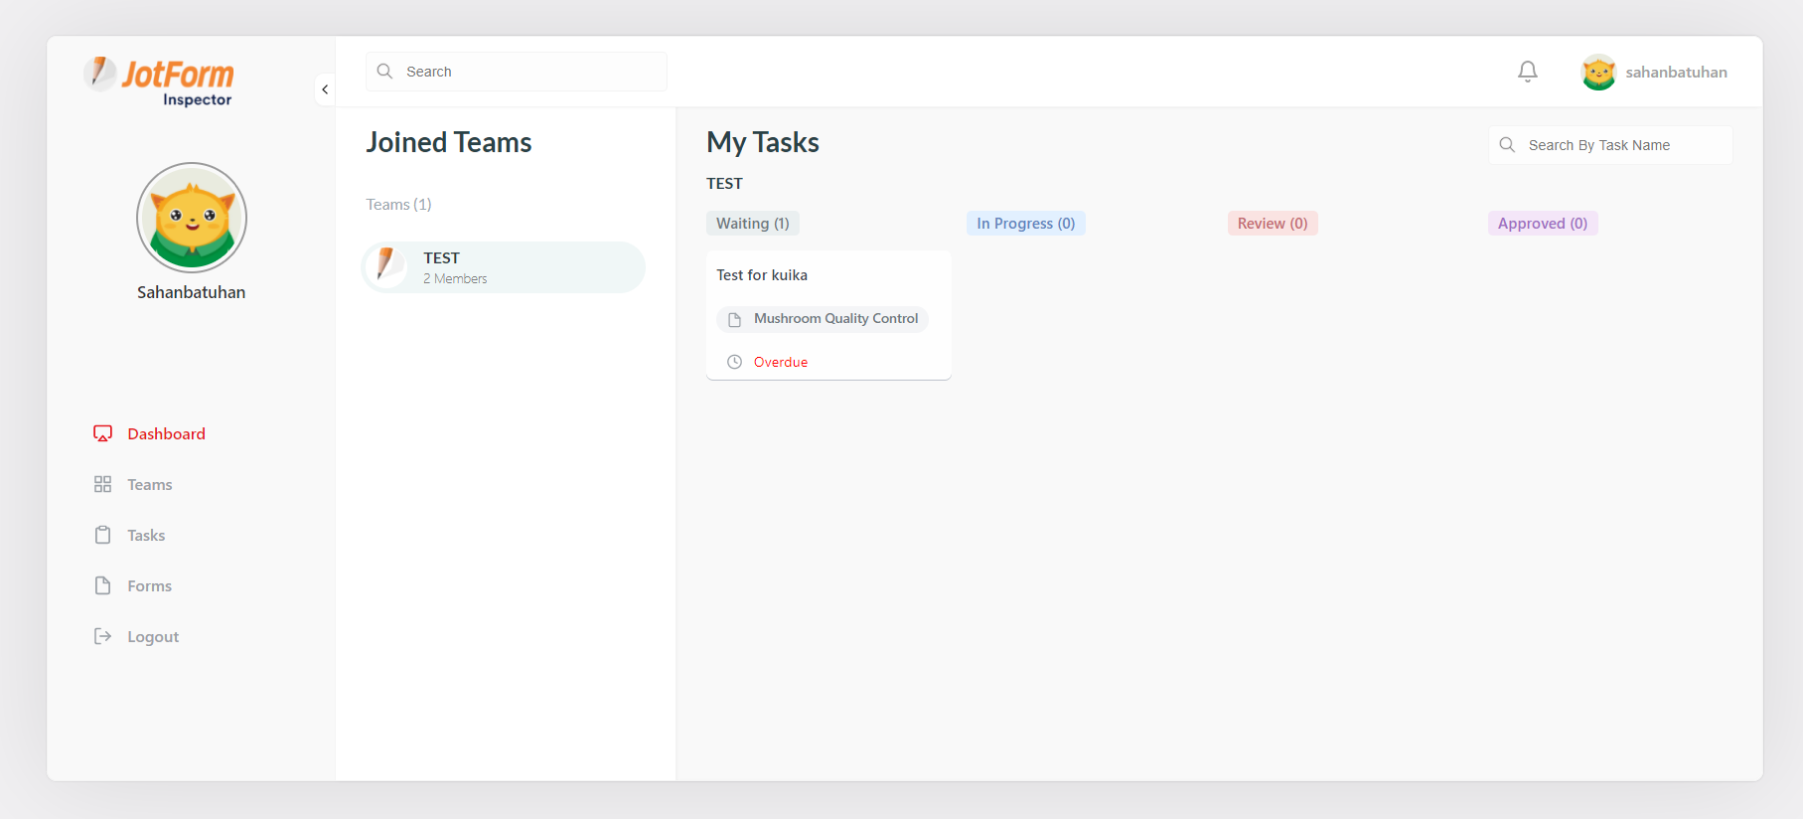 JotForm
Inspector
Sahanbatuhan
Dashboard
Teams
Tasks
Forms
Logout
Search
sahanbatuhan
Joined Teams
Teams (1)
TEST
2 Members
My Tasks
Search By Task Name
TEST
Waiting (1)
In Progress (0)
Review (0)
Approved (0)
Test for kuika
Mushroom Quality Control
Overdue